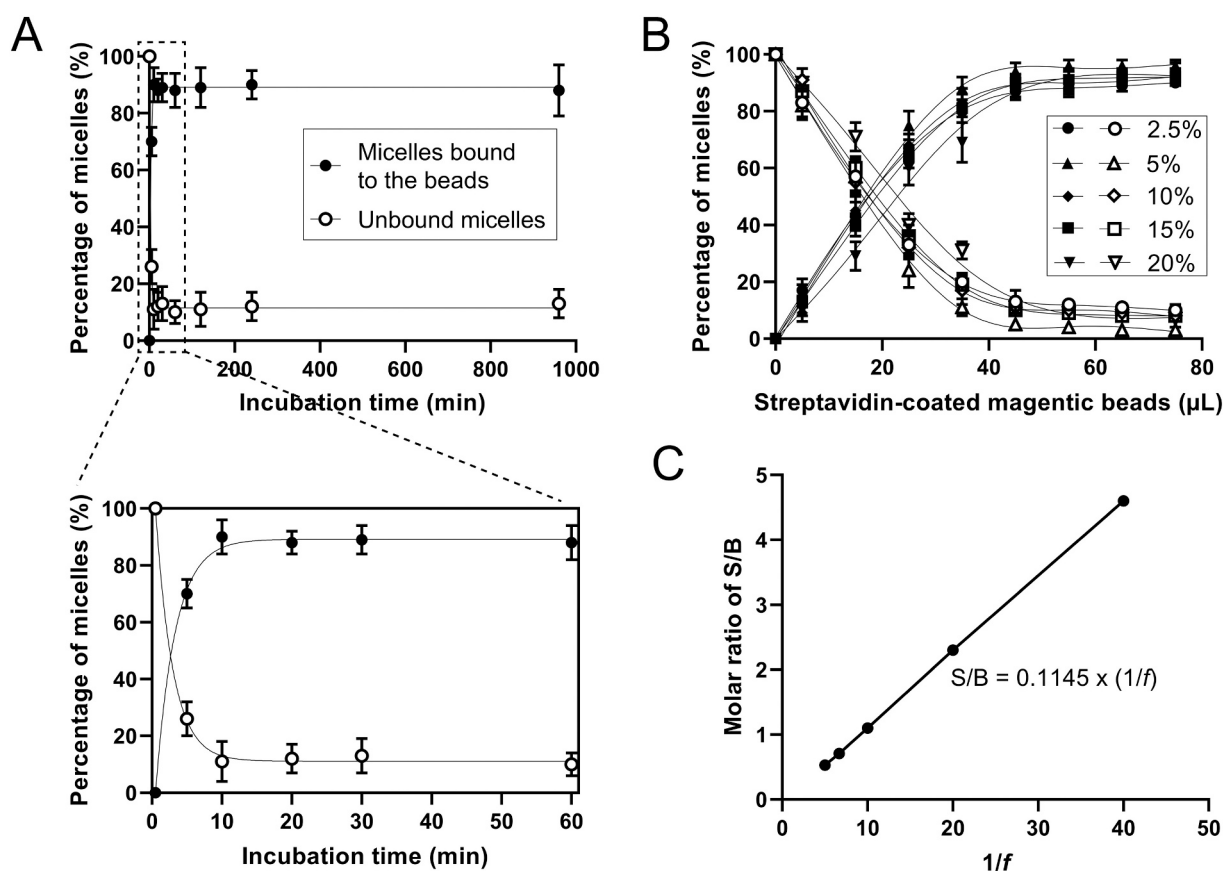 A
Percentage of micelles (%)
100
80
60
40
20
0
0 200 400 600 800 1000
Incubation time (min)
Micelles bound
to the beads
Unbound micelles
Percentage of micelles (%)
100
80
60
40
20
0
0 10 20 30 40 50 60
Incubation time (min)
B
Percentage of micelles (%)
100
80
60
40
20
0
0 20 40 60 80
Streptavidin-coated magentic beads (µL)
2.5%
5%
10%
15%
20%
C
Molar ratio of S/B
5
4
3
2
1
0
0 10 20 30 40 50
1/f
S/B = 0.1145 x (1/f)